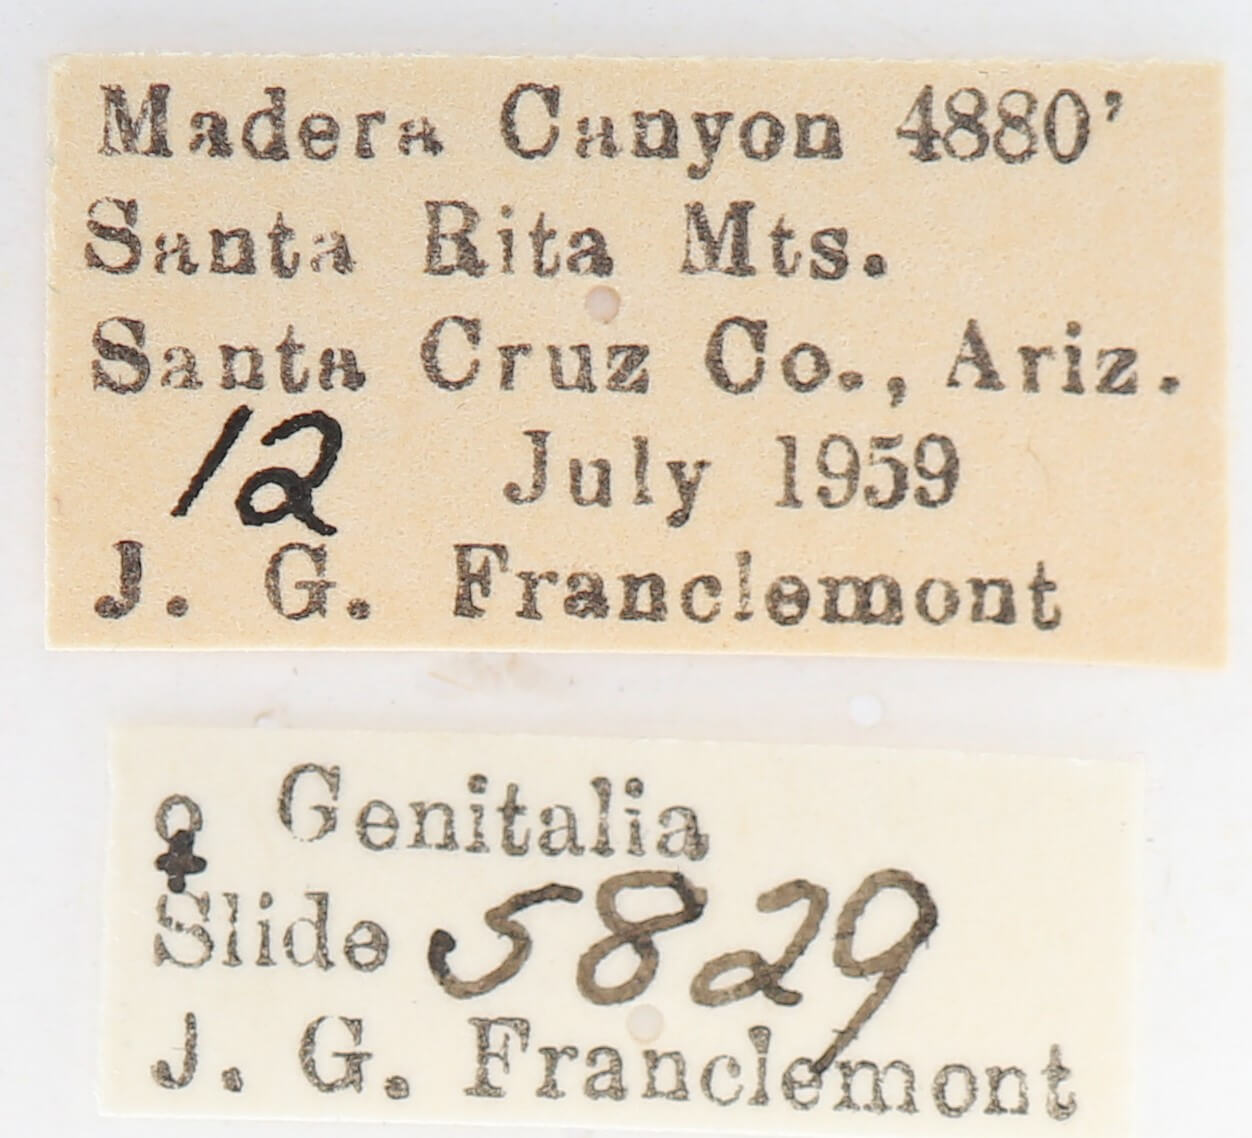 Madera Canyon 4880'
Santa Rita Mts.
Santa Cruz Co., Ariz.
12 July 1959
J. G. Franclemont
♀ Genitalia
Slide 5829
J. G. Franclemont